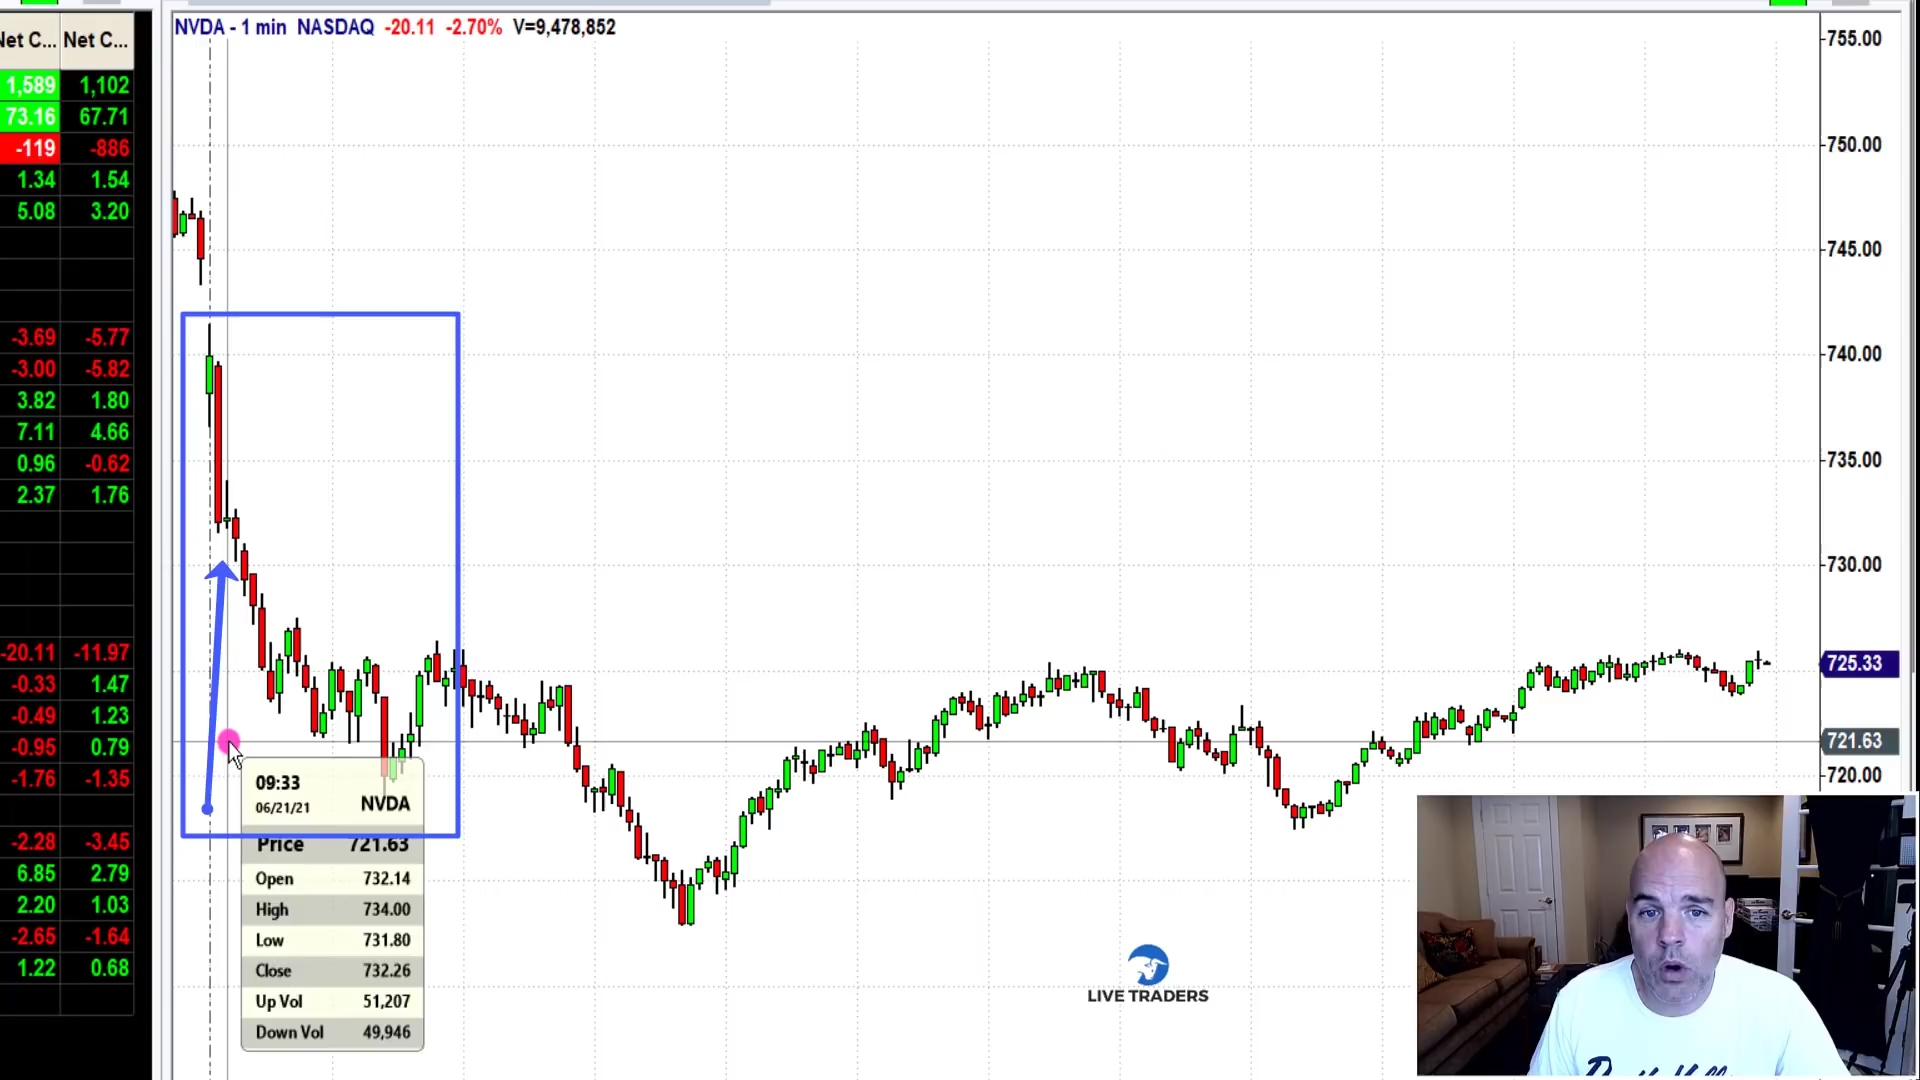 Net C... Net C...
NVDA - 1 min NASDAQ -20.11 -2.70% V=9,478,852
1,589 1,102
73.16 67.71
-119 -886
1.34 1.54
5.08 3.20
-3.69 -5.77
-3.00 -5.82
3.82 1.80
7.11 4.66
0.96 -0.62
2.37 1.76
-20.11 -11.97
-0.33 1.47
-0.49 1.23
-0.95 0.79
-1.76 -1.35
-2.28 -3.45
6.85 2.79
2.20 1.03
-2.65 -1.64
1.22 0.68
755.00
750.00
745.00
740.00
735.00
730.00
725.33
721.63
720.00
09:33
06/21/21 NVDA
Price 721.63
Open 732.14
High 734.00
Low 731.80
Close 732.26
Up Vol 51,207
Down Vol 49,946
LIVE TRADERS